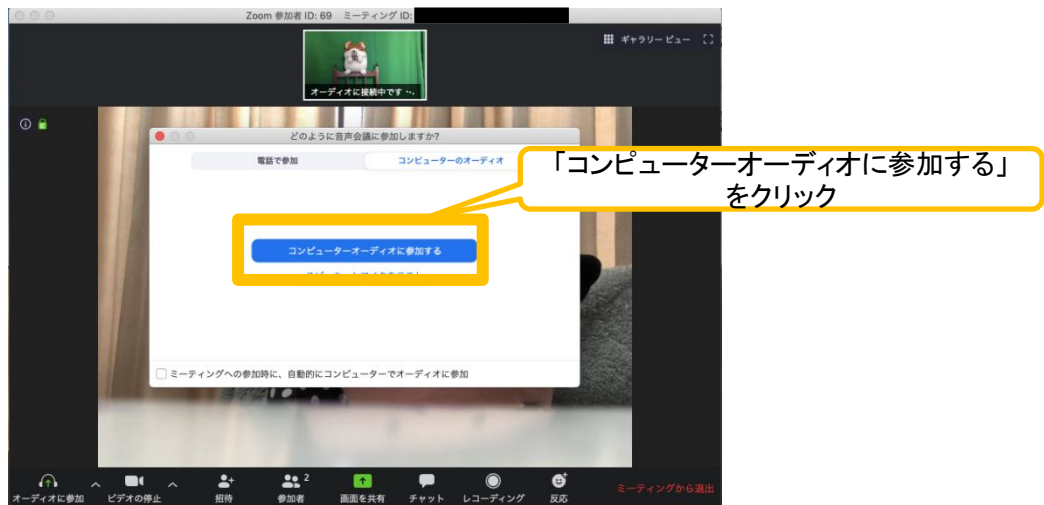 Zoom 参加者 ID: 69 ミーティング ID:
ギャラリービュー
オーディオに接続中です ･･.
どのように音声会議に参加しますか?
電話で参加
コンピューターのオーディオ
「コンピューターオーディオに参加する」
をクリック
コンピューターオーディオに参加する
ミーティングへの参加時に、自動的にコンピューターでオーディオに参加
2
オーディオに参加
ビデオの停止
招待
参加者
画面を共有
チャット
レコーディング
反応
ミーティングから退出